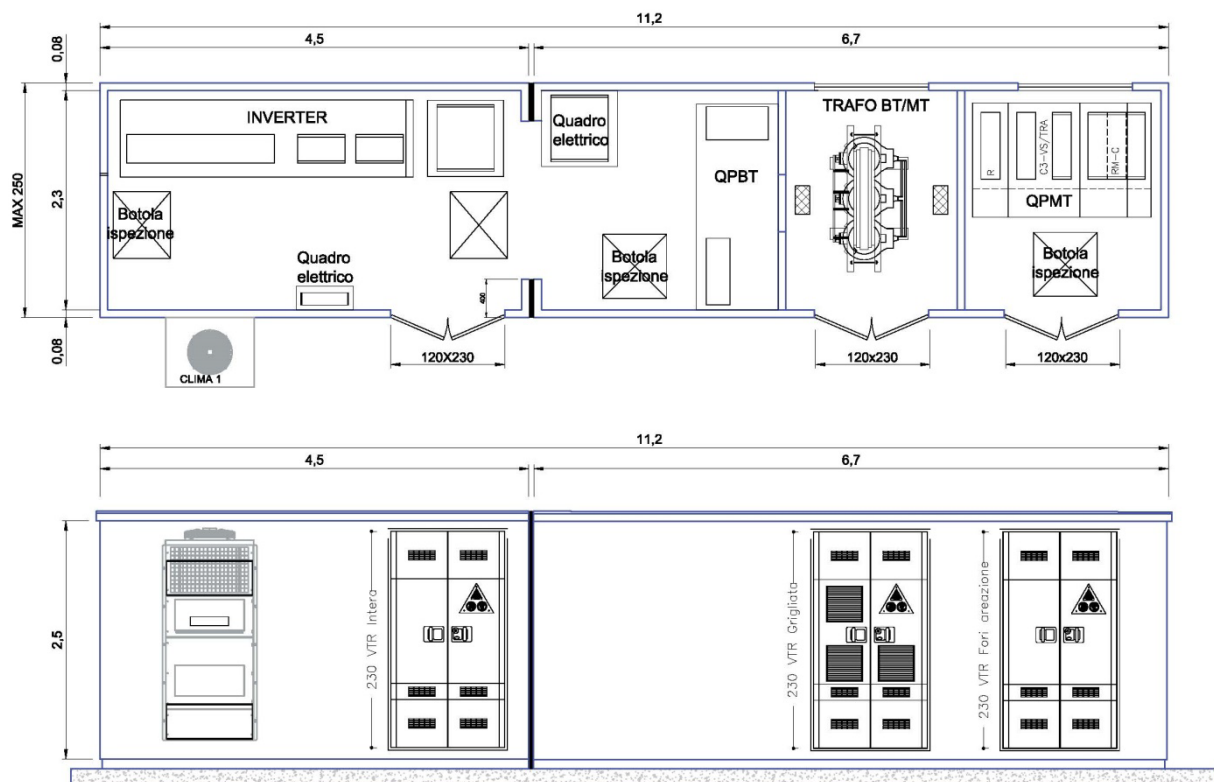 11,2
4,5
6,7
0,08
MAX 250
2,3
0,08
INVERTER
Quadro
elettrico
TRAFO BT/MT
QPBT
R
C3-VS/TRA
RM-C
QPMT
Botola
ispezione
Botola
ispezione
Botola
ispezione
Quadro
elettrico
400
120X230
120x230
120x230
CLIMA 1
11,2
4,5
6,7
2,5
230 VTR Intera
230 VTR Grigliata
230 VTR Fori areazione